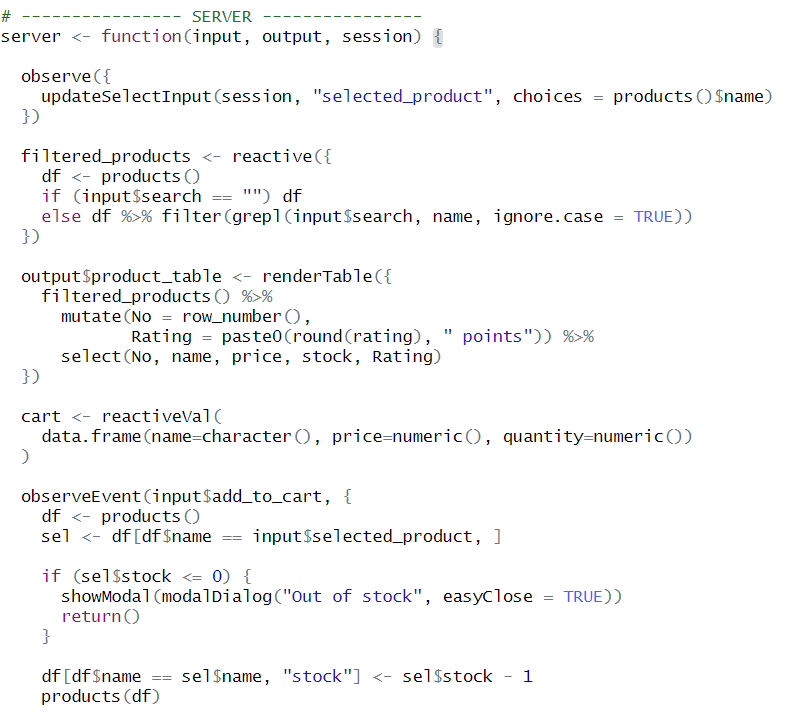 # ---------------- SERVER ----------------
server <- function(input, output, session) {

  observe({
    updateSelectInput(session, "selected_product", choices = products()$name)
  })

  filtered_products <- reactive({
    df <- products()
    if (input$search == "") df
    else df %>% filter(grepl(input$search, name, ignore.case = TRUE))
  })

  output$product_table <- renderTable({
    filtered_products() %>%
      mutate(No = row_number(),
             Rating = paste0(round(rating), " points")) %>%
      select(No, name, price, stock, Rating)
  })

  cart <- reactiveVal(
    data.frame(name=character(), price=numeric(), quantity=numeric())
  )

  observeEvent(input$add_to_cart, {
    df <- products()
    sel <- df[df$name == input$selected_product, ]

    if (sel$stock <= 0) {
      showModal(modalDialog("Out of stock", easyClose = TRUE))
      return()
    }

    df[df$name == sel$name, "stock"] <- sel$stock - 1
    products(df)